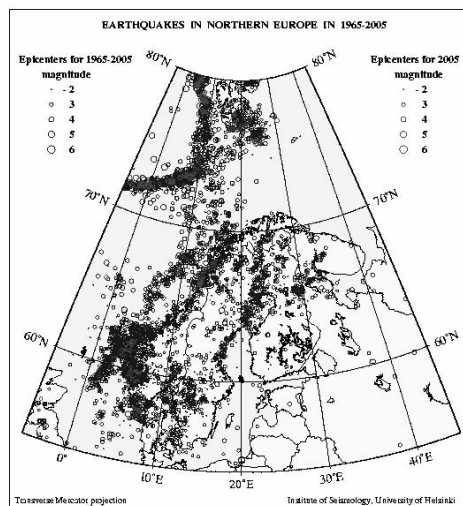 EARTHQUAKES IN NORTHERN EUROPE IN 1965-2005
80°N
80°N
Epicenters for 1965-2005
magnitude
- 2
3
4
5
6
Epicenters for 2005
magnitude
- 2
3
4
5
6
70°N
70°N
60°N
60°N
0°
10°E
20°E
30°E
40°E
Transverse Mercator projection
Institute of Seismology, University of Helsinki